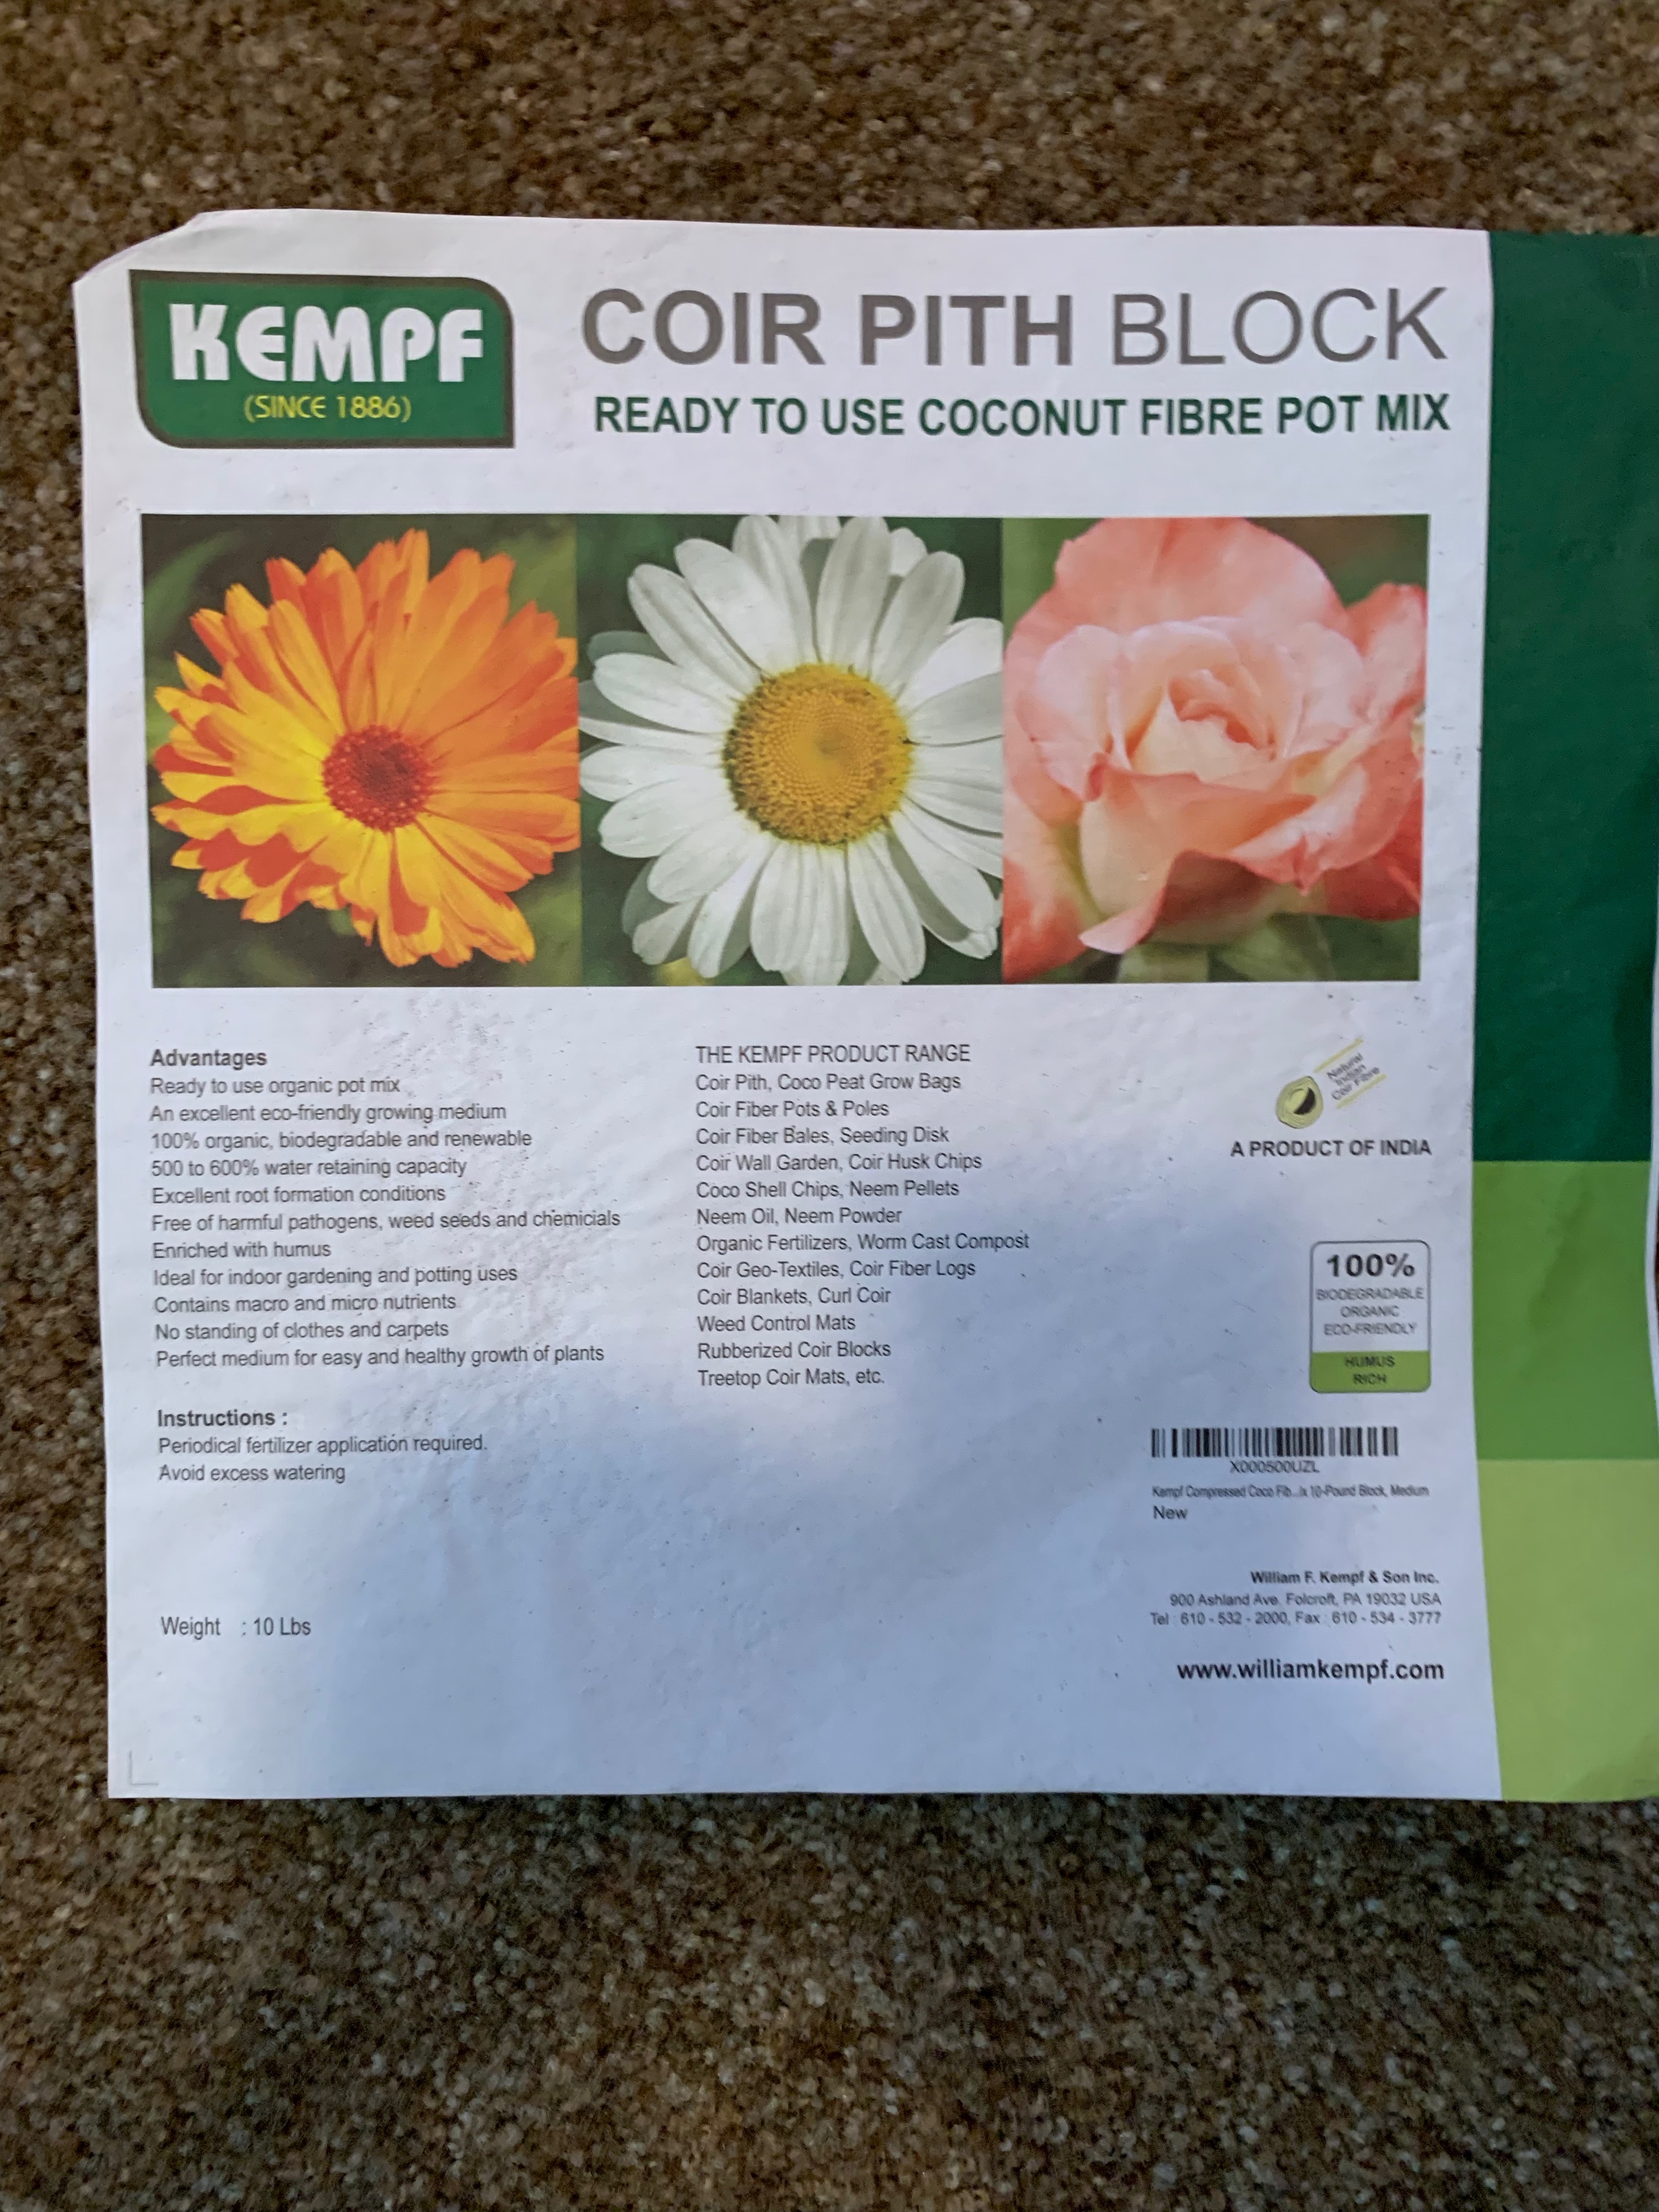 KEMPF
(SINCE 1886)
COIR PITH BLOCK
READY TO USE COCONUT FIBRE POT MIX
Advantages
Ready to use organic pot mix
An excellent eco-friendly growing medium
100% organic, biodegradable and renewable
500 to 600% water retaining capacity
Excellent root formation conditions
Free of harmful pathogens, weed seeds and chemicials
Enriched with humus
Ideal for indoor gardening and potting uses
Contains macro and micro nutrients
No standing of clothes and carpets
Perfect medium for easy and healthy growth of plants
Instructions :
Periodical fertilizer application required.
Avoid excess watering
Weight : 10 Lbs
THE KEMPF PRODUCT RANGE
Coir Pith, Coco Peat Grow Bags
Coir Fiber Pots & Poles
Coir Fiber Bales, Seeding Disk
Coir Wall Garden, Coir Husk Chips
Coco Shell Chips, Neem Pellets
Neem Oil, Neem Powder
Organic Fertilizers, Worm Cast Compost
Coir Geo-Textiles, Coir Fiber Logs
Coir Blankets, Curl Coir
Weed Control Mats
Rubberized Coir Blocks
Treetop Coir Mats, etc.
Natural
Indian
Coir Fibre
A PRODUCT OF INDIA
100%
BIODEGRADABLE
ORGANIC
ECO-FRIENDLY
HUMUS
RICH
X000500UZL
Kempf Compressed Coco Fib...ix 10-Pound Block, Medium
New
William F. Kempf & Son Inc.
900 Ashland Ave. Folcroft, PA 19032 USA
Tel : 610 - 532 - 2000, Fax : 610 - 534 - 3777
www.williamkempf.com